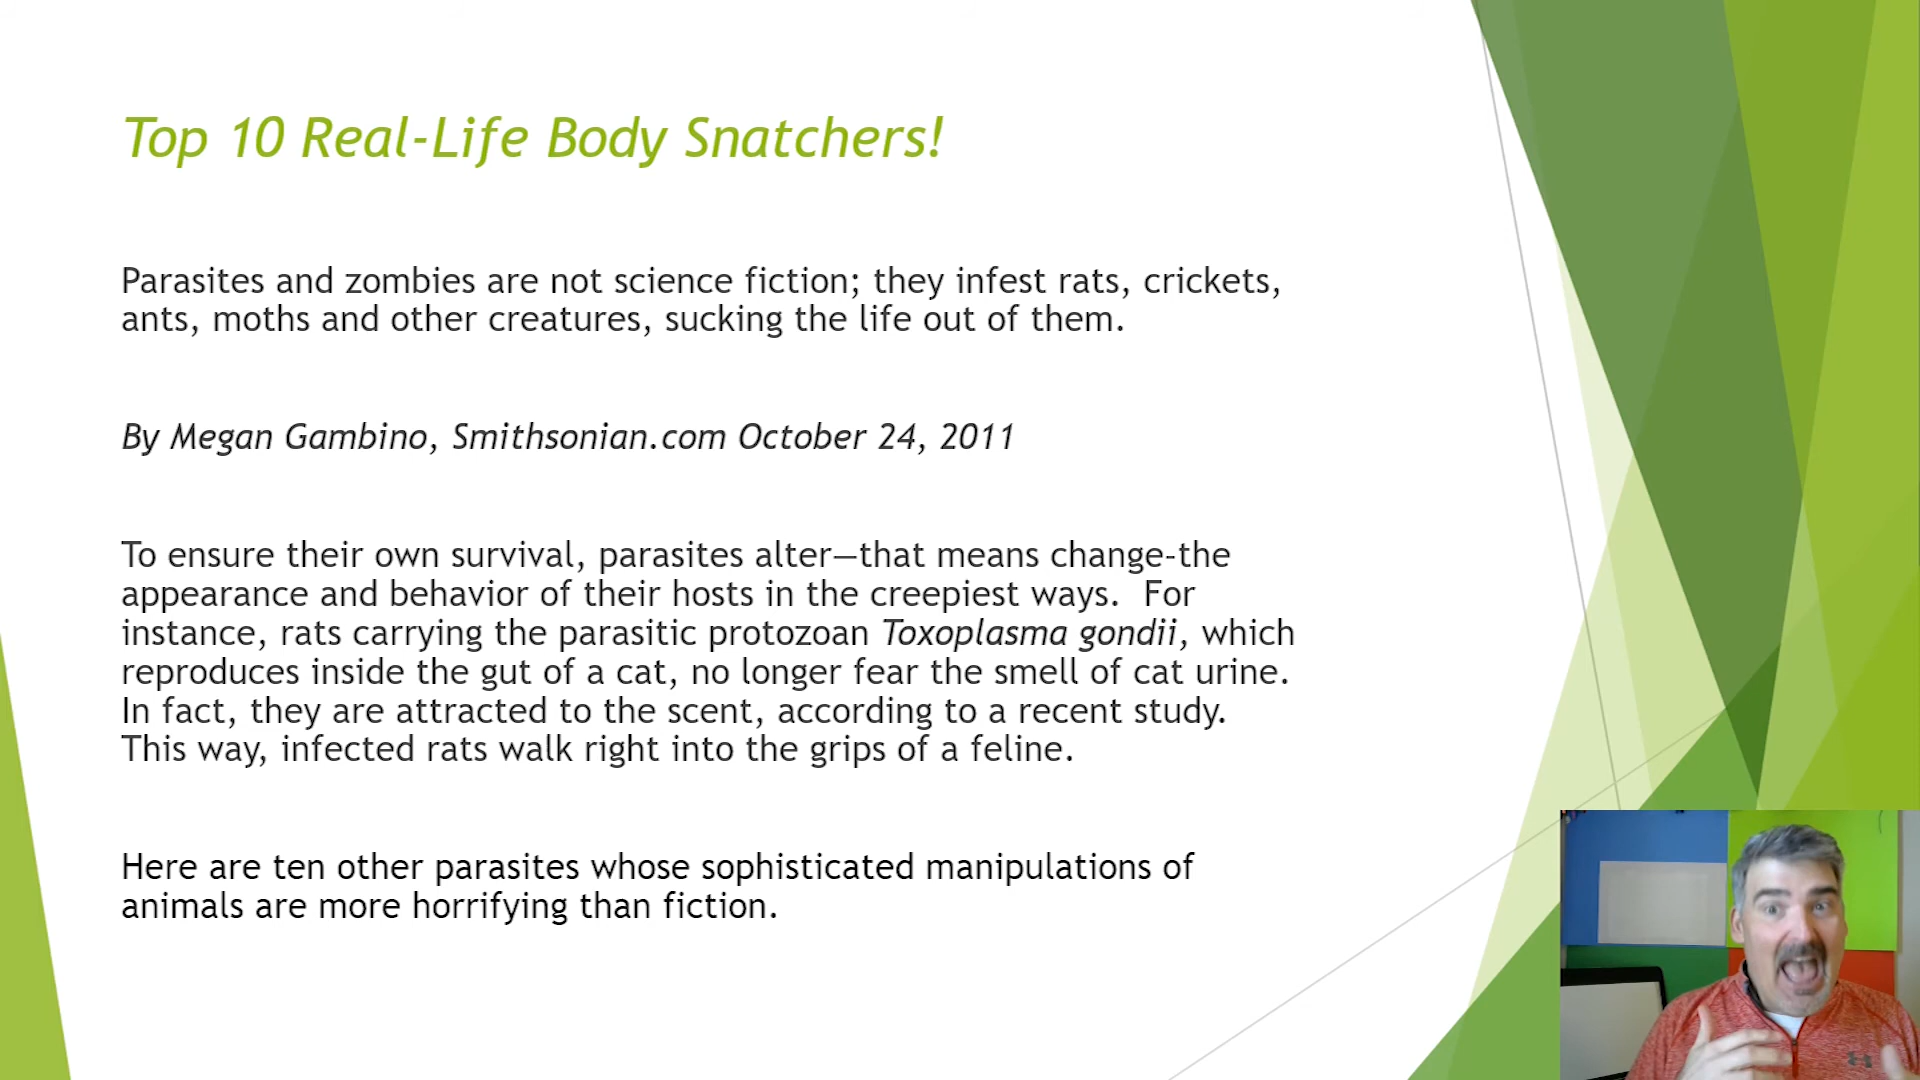 Top 10 Real-Life Body Snatchers!
Parasites and zombies are not science fiction; they infest rats, crickets,
ants, moths and other creatures, sucking the life out of them.
By Megan Gambino, Smithsonian.com October 24, 2011
To ensure their own survival, parasites alter—that means change-the
appearance and behavior of their hosts in the creepiest ways.  For
instance, rats carrying the parasitic protozoan Toxoplasma gondii, which
reproduces inside the gut of a cat, no longer fear the smell of cat urine.
In fact, they are attracted to the scent, according to a recent study.
This way, infected rats walk right into the grips of a feline.
Here are ten other parasites whose sophisticated manipulations of
animals are more horrifying than fiction.